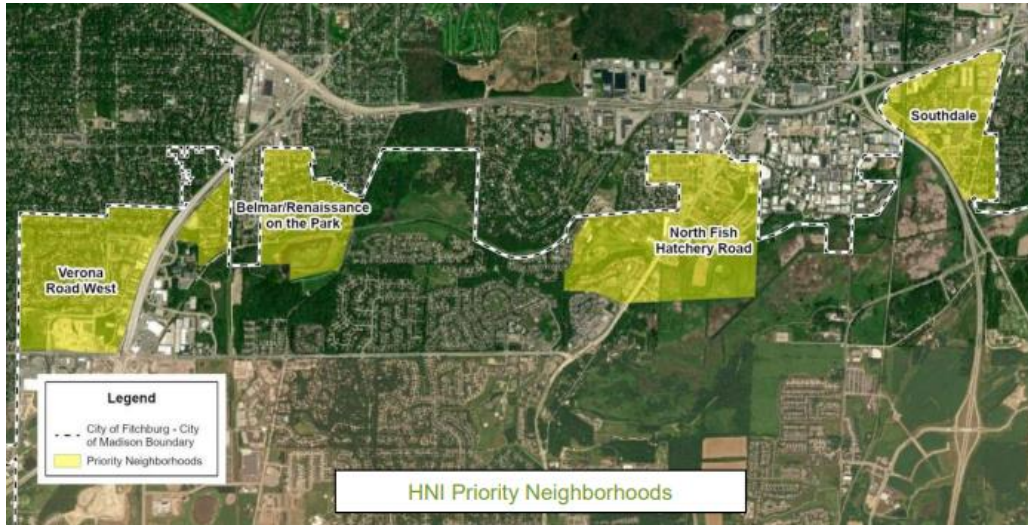 Southdale
Belmar/Renaissance
on the Park
North Fish
Hatchery Road
Verona
Road West
Legend
City of Fitchburg - City
of Madison Boundary
Priority Neighborhoods
HNI Priority Neighborhoods